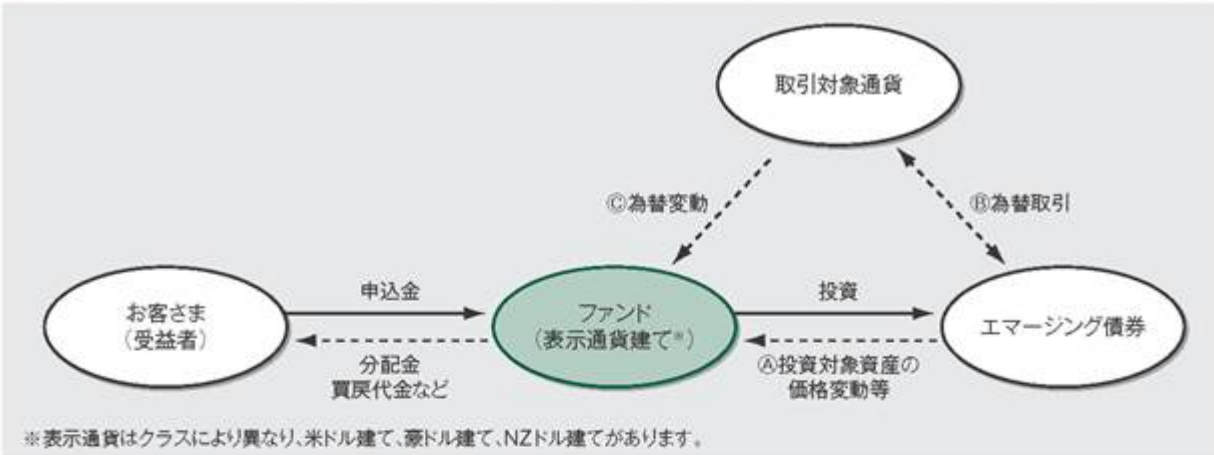 取引対象通貨
Ⓒ為替変動
Ⓑ為替取引
お客さま
(受益者)
申込金
分配金
買戻代金など
ファンド
(表示通貨建て※)
投資
Ⓐ投資対象資産の
価格変動等
エマージング債券
※表示通貨はクラスにより異なり、米ドル建て、豪ドル建て、NZドル建てがあります。